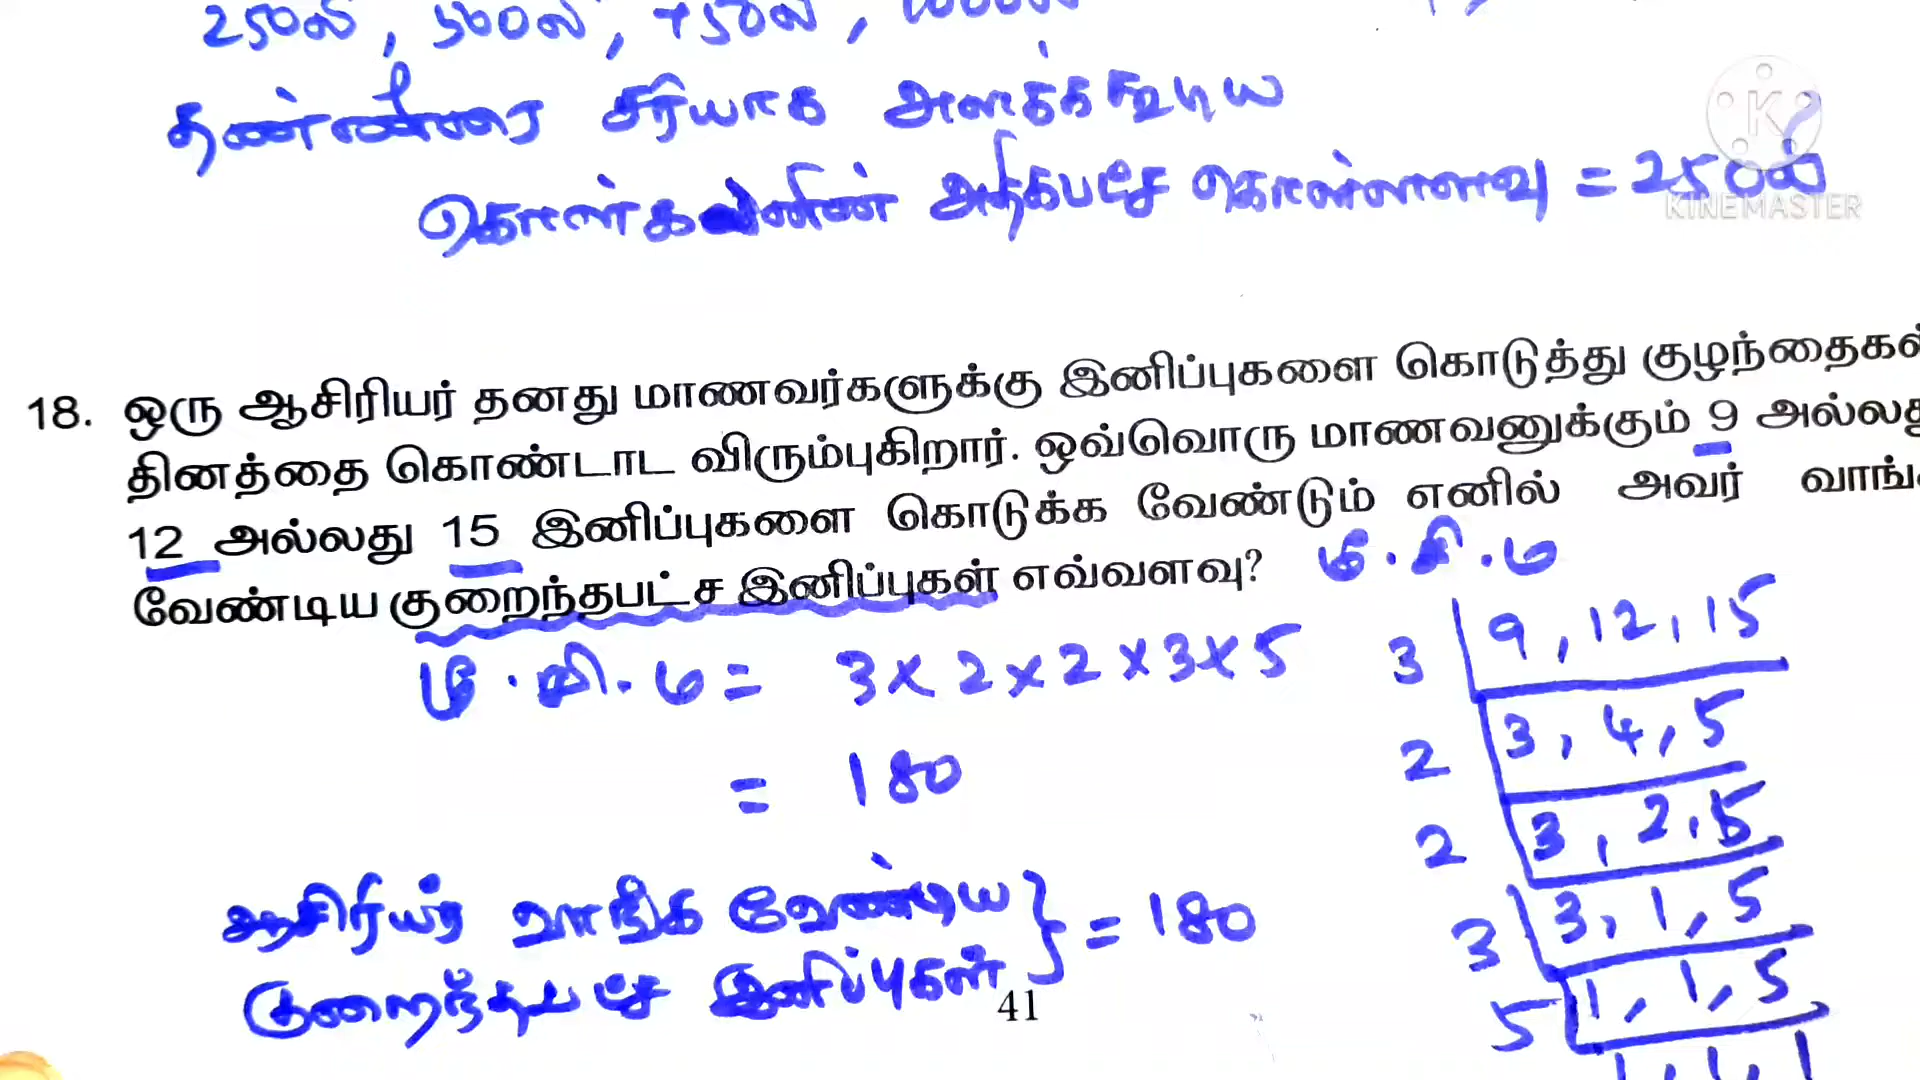 250லி, 500லி, 750லி, 1000லி
தண்ணீரை சரியாக அளக்கக்கூடிய
கொள்கலனின் அதிகபட்ச கொள்ளளவு = 250லி
K
KINEMASTER
18. ஒரு ஆசிரியர் தனது மாணவர்களுக்கு இனிப்புகளை கொடுத்து குழந்தைகள்
தினத்தை கொண்டாட விரும்புகிறார். ஒவ்வொரு மாணவனுக்கும் 9 அல்லது
12 அல்லது 15 இனிப்புகளை கொடுக்க வேண்டும் எனில் அவர் வாங்க
வேண்டிய குறைந்தபட்ச இனிப்புகள் எவ்வளவு? மீ.சி.ம
மீ.சி.ம = 3 x 2 x 2 x 3 x 5
= 180
ஆசிரியர் வாங்க வேண்டிய
குறைந்தபட்ச இனிப்புகள் } = 180
3 | 9, 12, 15
2 | 3, 4, 5
2 | 3, 2, 5
3 | 3, 1, 5
5 | 1, 1, 5
1, 1, 1
41